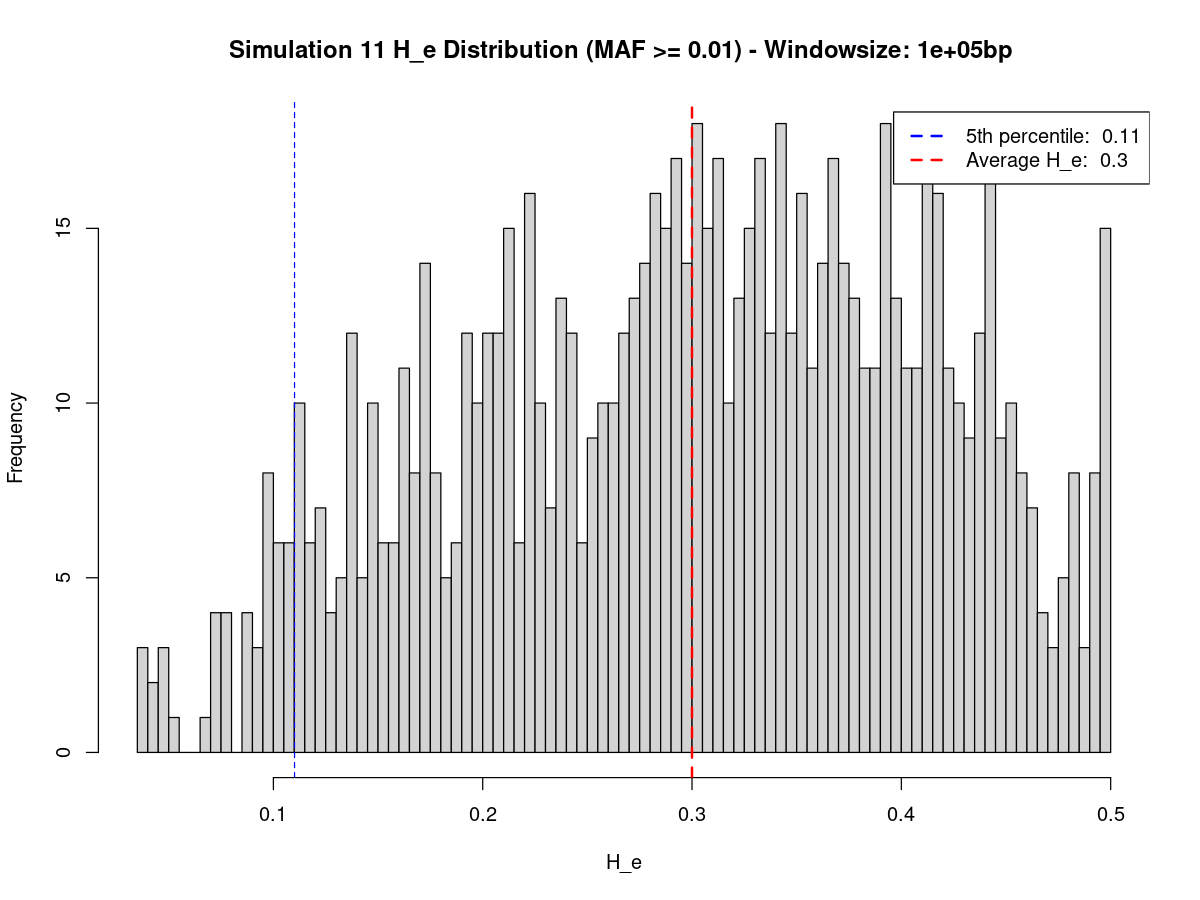 Simulation 11 H_e Distribution (MAF >= 0.01) - Windowsize: 1e+05bp
5th percentile: 0.11
Average H_e: 0.3
15
10
5
0
Frequency
0.1 0.2 0.3 0.4 0.5
H_e